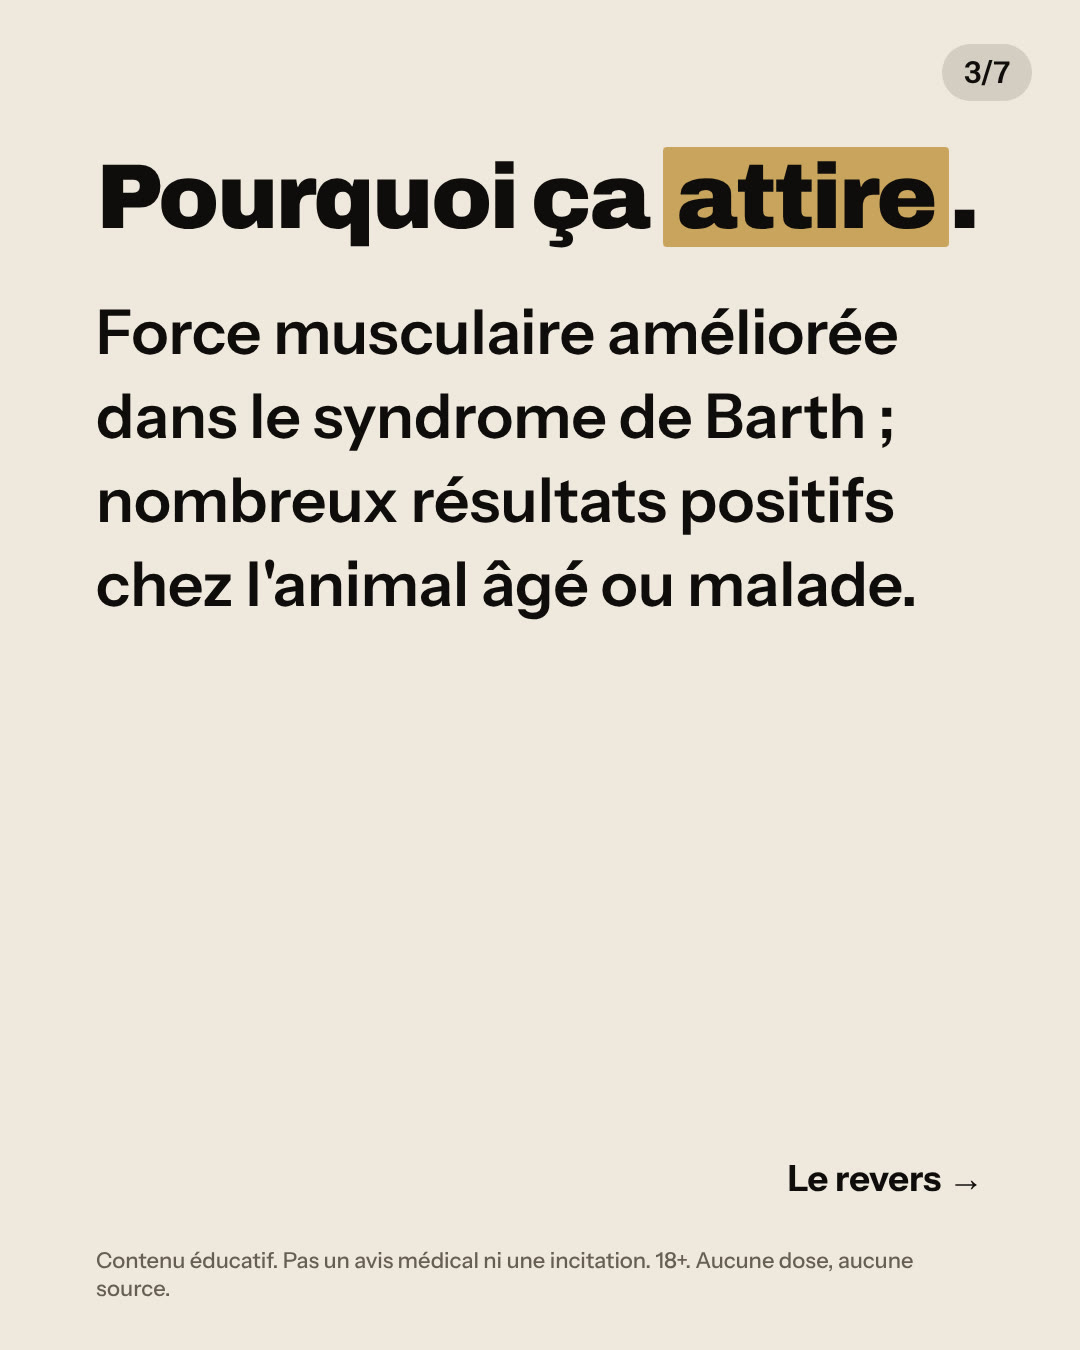 3/7
Pourquoi ça attire.
Force musculaire améliorée
dans le syndrome de Barth ;
nombreux résultats positifs
chez l'animal âgé ou malade.
Le revers →
Contenu éducatif. Pas un avis médical ni une incitation. 18+. Aucune dose, aucune
source.